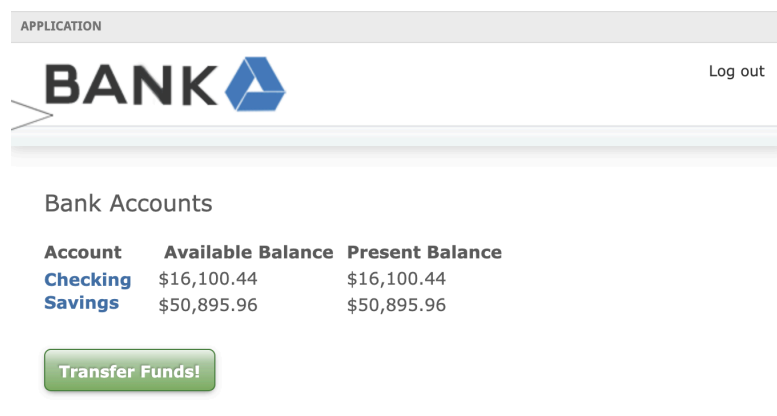 APPLICATION
BANK
Log out
Bank Accounts
Account Available Balance Present Balance
Checking $16,100.44 $16,100.44
Savings $50,895.96 $50,895.96
Transfer Funds!